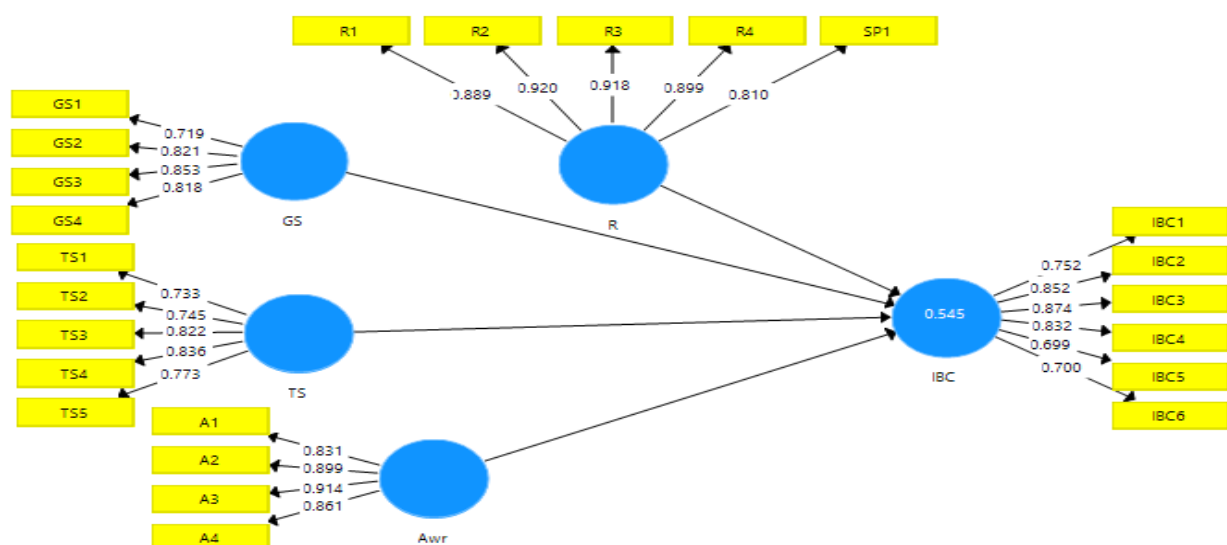 R1 R2 R3 R4 SP1
0.889 0.920 0.918 0.899 0.810
R
GS1
GS2
GS3
GS4
0.719
0.821
0.853
0.818
GS
TS1
TS2
TS3
TS4
TS5
0.733
0.745
0.822
0.836
0.773
TS
A1
A2
A3
A4
0.831
0.899
0.914
0.861
Awr
0.545
IBC
0.752
0.852
0.874
0.832
0.699
0.700
IBC1
IBC2
IBC3
IBC4
IBC5
IBC6